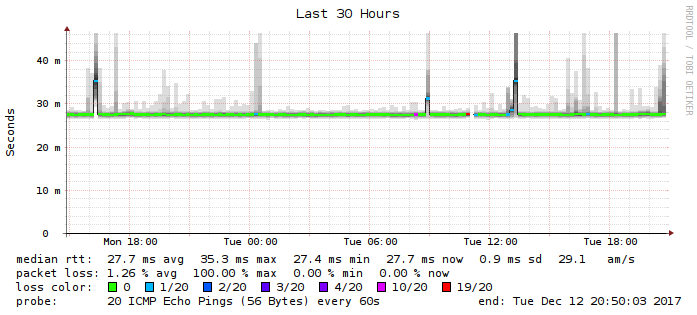 Last 30 Hours
RRDTOOL / TOBI OETIKER
Seconds
40 m
30 m
20 m
10 m
0
Mon 18:00 Tue 00:00 Tue 06:00 Tue 12:00 Tue 18:00
median rtt: 27.7 ms avg 35.3 ms max 27.4 ms min 27.7 ms now 0.9 ms sd 29.1 am/s
packet loss: 1.26 % avg 100.00 % max 0.00 % min 0.00 % now
loss color: 0 1/20 2/20 3/20 4/20 10/20 19/20
probe: 20 ICMP Echo Pings (56 Bytes) every 60s end: Tue Dec 12 20:50:03 2017